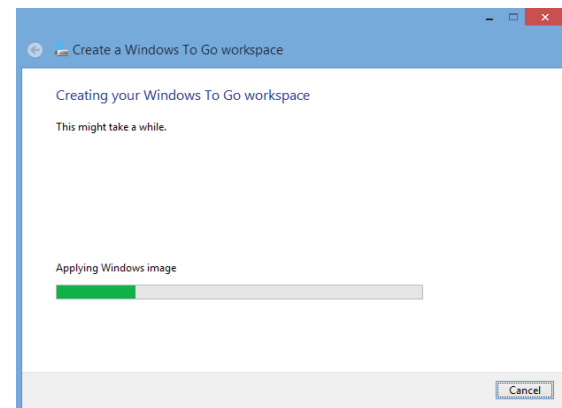 Create a Windows To Go workspace
Creating your Windows To Go workspace
This might take a while.
Applying Windows image
Cancel